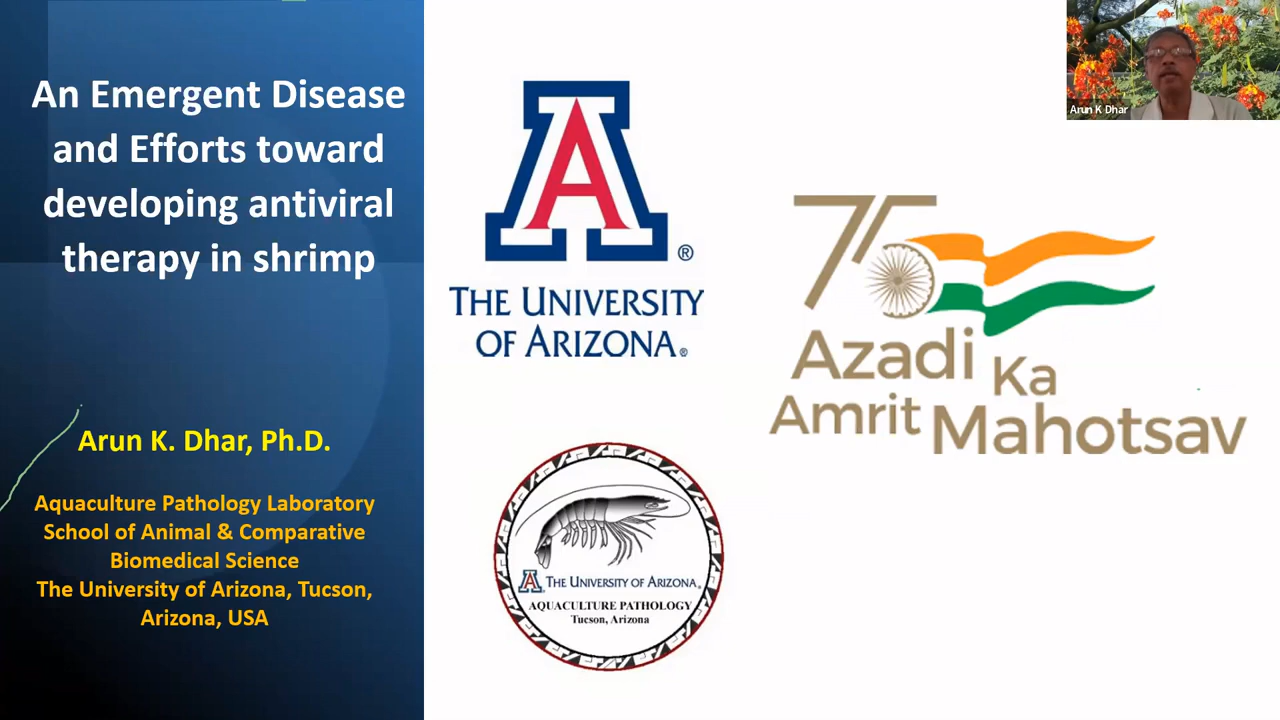 An Emergent Disease
and Efforts toward
developing antiviral
therapy in shrimp
Arun K. Dhar, Ph.D.
Aquaculture Pathology Laboratory
School of Animal & Comparative
Biomedical Science
The University of Arizona, Tucson,
Arizona, USA
A
®
THE UNIVERSITY
OF ARIZONA®
A THE UNIVERSITY OF ARIZONA®
AQUACULTURE PATHOLOGY
Tucson, Arizona
75
Azadi Ka
Amrit Mahotsav
Arun K Dhar